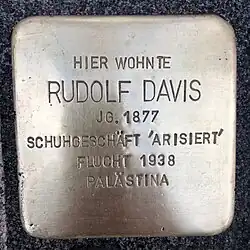 HIER WOHNTE
RUDOLF DAVIS
JG. 1877
SCHUHGESCHÄFT 'ARISIERT'
FLUCHT 1938
PALÄSTINA